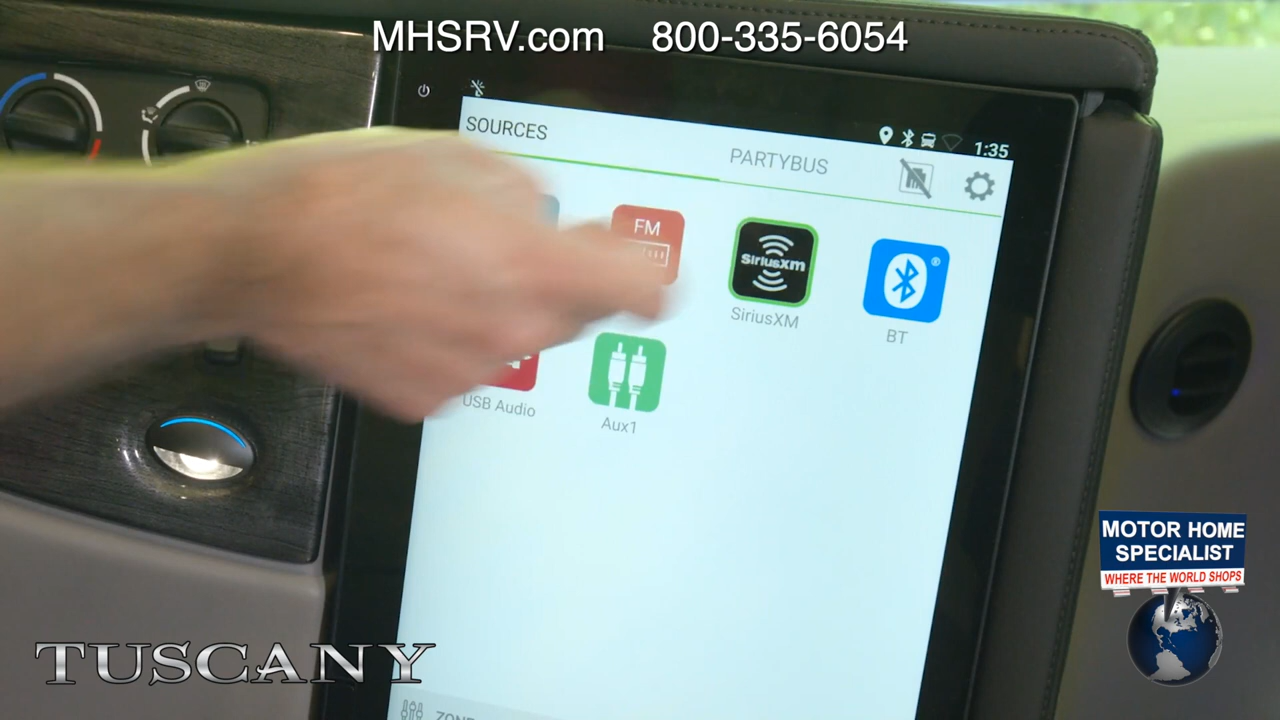 MHSRV.com 800-335-6054
1:35
SOURCES
PARTYBUS
FM
SiriusXM
SiriusXM
BT
USB Audio
Aux1
MOTOR HOME
SPECIALIST
WHERE THE WORLD SHOPS
TUSCANY